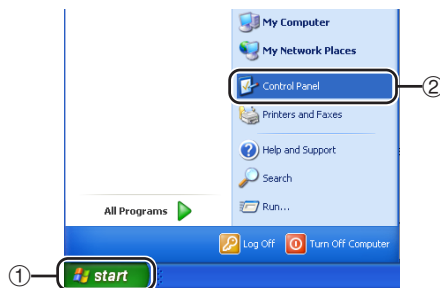 My Computer
My Network Places
Control Panel
②
Printers and Faxes
Help and Support
Search
All Programs
Run...
Log Off
Turn Off Computer
①
start